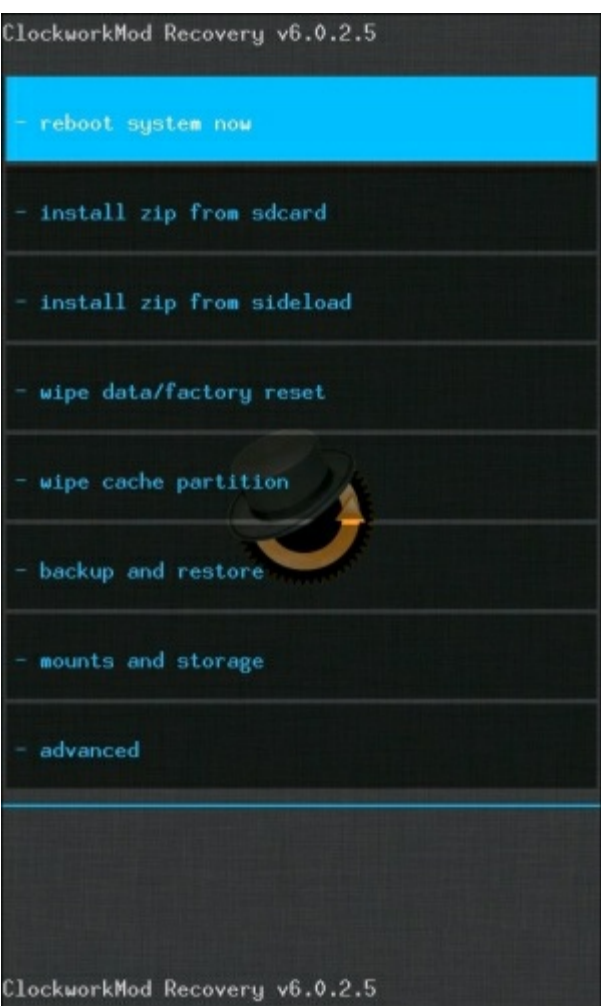 ClockworkMod Recovery v6.0.2.5
- reboot system now
- install zip from sdcard
- install zip from sideload
- wipe data/factory reset
- wipe cache partition
- backup and restore
- mounts and storage
- advanced
ClockworkMod Recovery v6.0.2.5